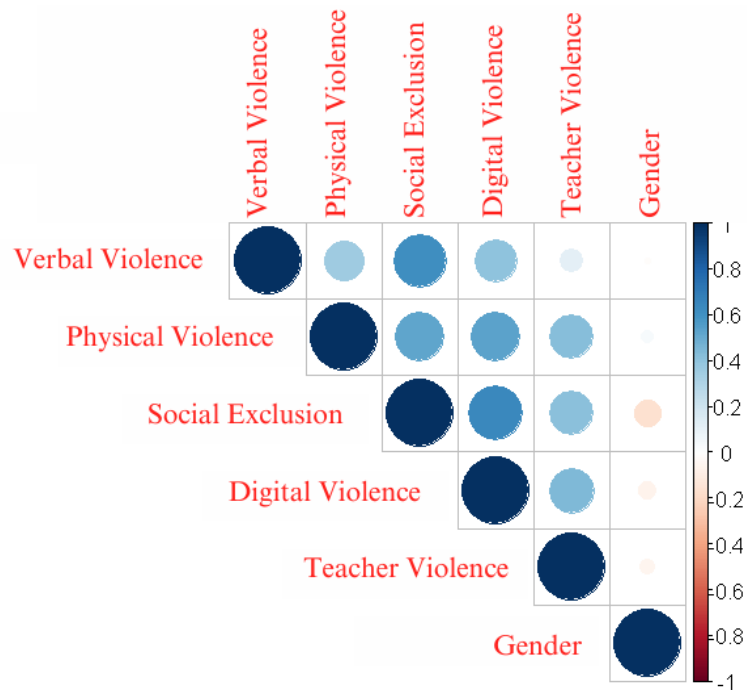 Verbal Violence
Physical Violence
Social Exclusion
Digital Violence
Teacher Violence
Gender
Verbal Violence
Physical Violence
Social Exclusion
Digital Violence
Teacher Violence
Gender
1
0.8
0.6
0.4
0.2
0
-0.2
-0.4
-0.6
-0.8
-1